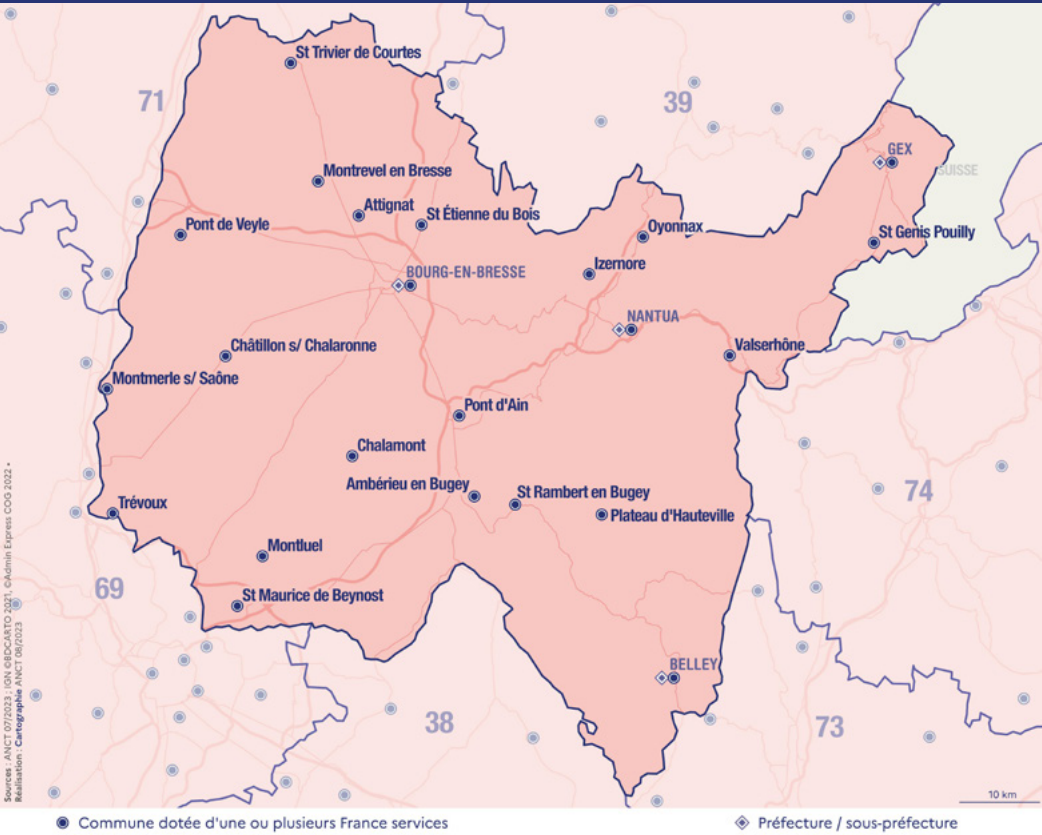 St Trivier de Courtes
71
39
GEX
SUISSE
Montrevel en Bresse
Attignat
St Étienne du Bois
Pont de Veyle
Oyonnax
St Genis Pouilly
Izernore
BOURG-EN-BRESSE
NANTUA
Châtillon s/ Chalaronne
Valserhône
Montmerle s/ Saône
Pont d'Ain
Chalamont
Ambérieu en Bugey
St Rambert en Bugey
74
Trévoux
Plateau d'Hauteville
Montluel
69
St Maurice de Beynost
BELLEY
38
73
Sources : ANCT 07/2023 ; IGN ©BDCARTO 2021, ©Admin Express COG 2022 •
Réalisation : Cartographie ANCT 08/2023
10 km
Commune dotée d'une ou plusieurs France services
Préfecture / sous-préfecture